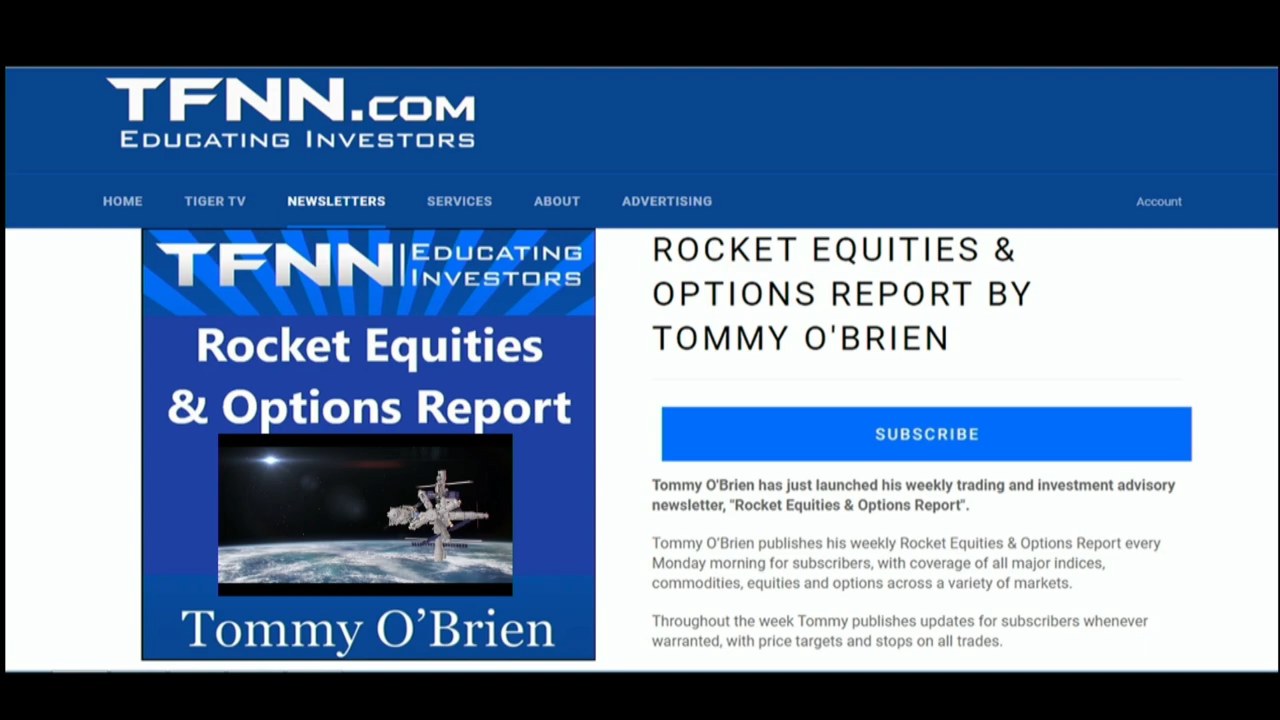 TFNN.COM
EDUCATING INVESTORS
HOME TIGER TV NEWSLETTERS SERVICES ABOUT ADVERTISING Account
TFNN EDUCATING
INVESTORS
Rocket Equities
& Options Report
Tommy O’Brien
ROCKET EQUITIES &
OPTIONS REPORT BY
TOMMY O'BRIEN
SUBSCRIBE
Tommy O'Brien has just launched his weekly trading and investment advisory
newsletter, "Rocket Equities & Options Report".
Tommy O'Brien publishes his weekly Rocket Equities & Options Report every
Monday morning for subscribers, with coverage of all major indices,
commodities, equities and options across a variety of markets.
Throughout the week Tommy publishes updates for subscribers whenever
warranted, with price targets and stops on all trades.